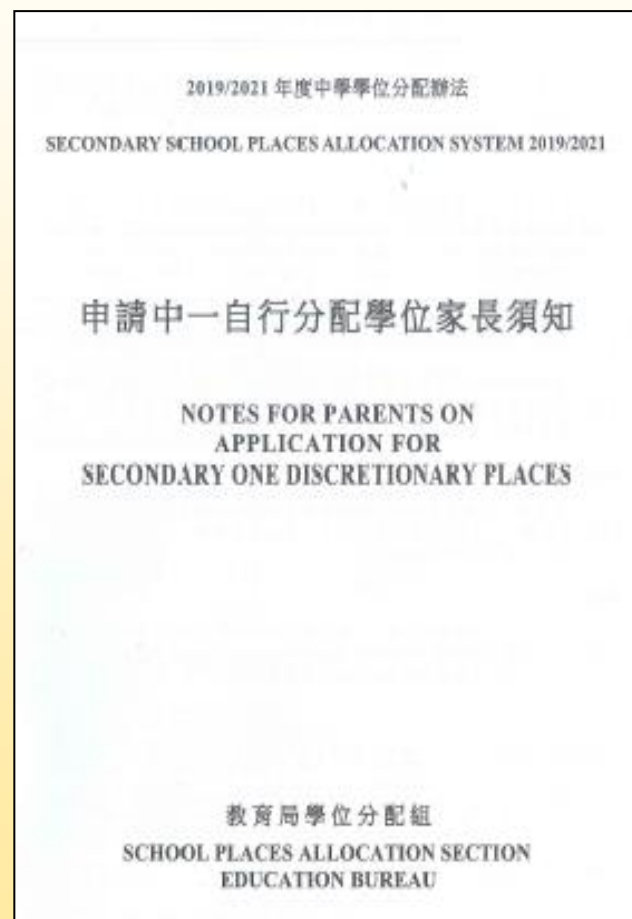 2019/2021 年度中學學位分配辦法
SECONDARY SCHOOL PLACES ALLOCATION SYSTEM 2019/2021
申請中一自行分配學位家長須知
NOTES FOR PARENTS ON
APPLICATION FOR
SECONDARY ONE DISCRETIONARY PLACES
教育局學位分配組
SCHOOL PLACES ALLOCATION SECTION
EDUCATION BUREAU